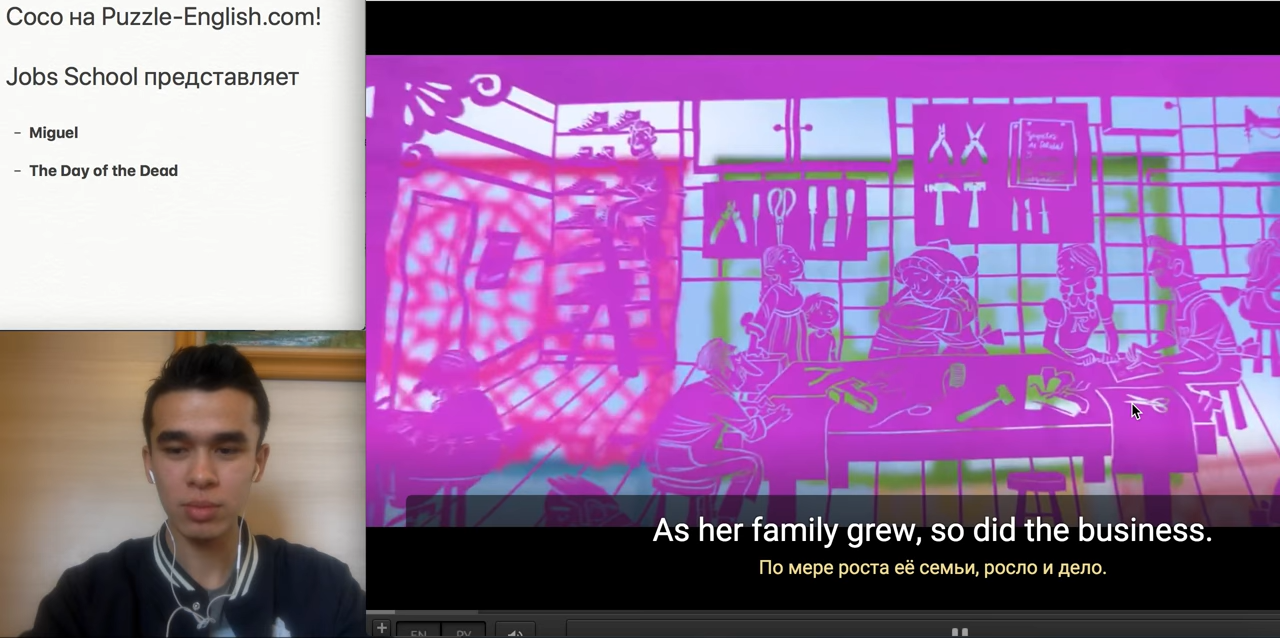 Coco на Puzzle-English.com!
Jobs School представляет
- Miguel
- The Day of the Dead
As her family grew, so did the business.
По мере роста её семьи, росло и дело.
EN РУ